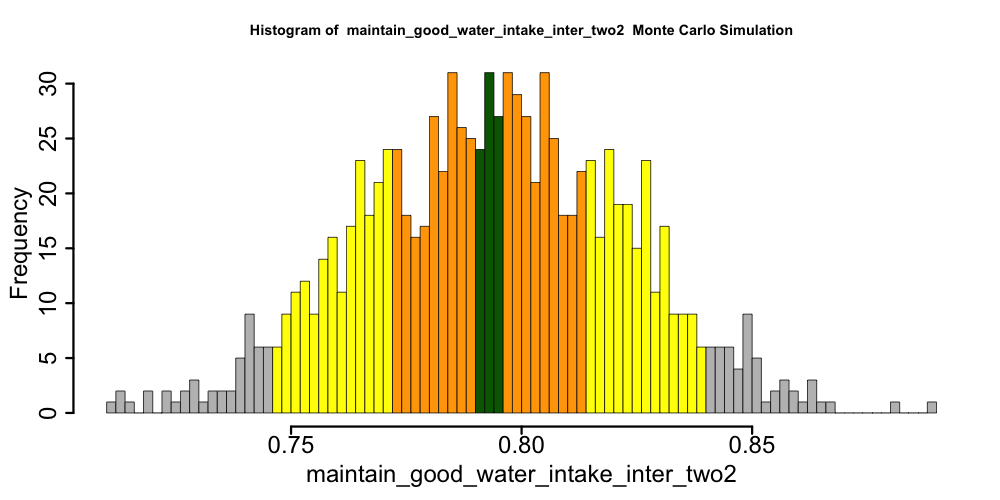 Histogram of  maintain_good_water_intake_inter_two2  Monte Carlo Simulation
Frequency
30
25
20
15
10
5
0
0.75 0.80 0.85
maintain_good_water_intake_inter_two2